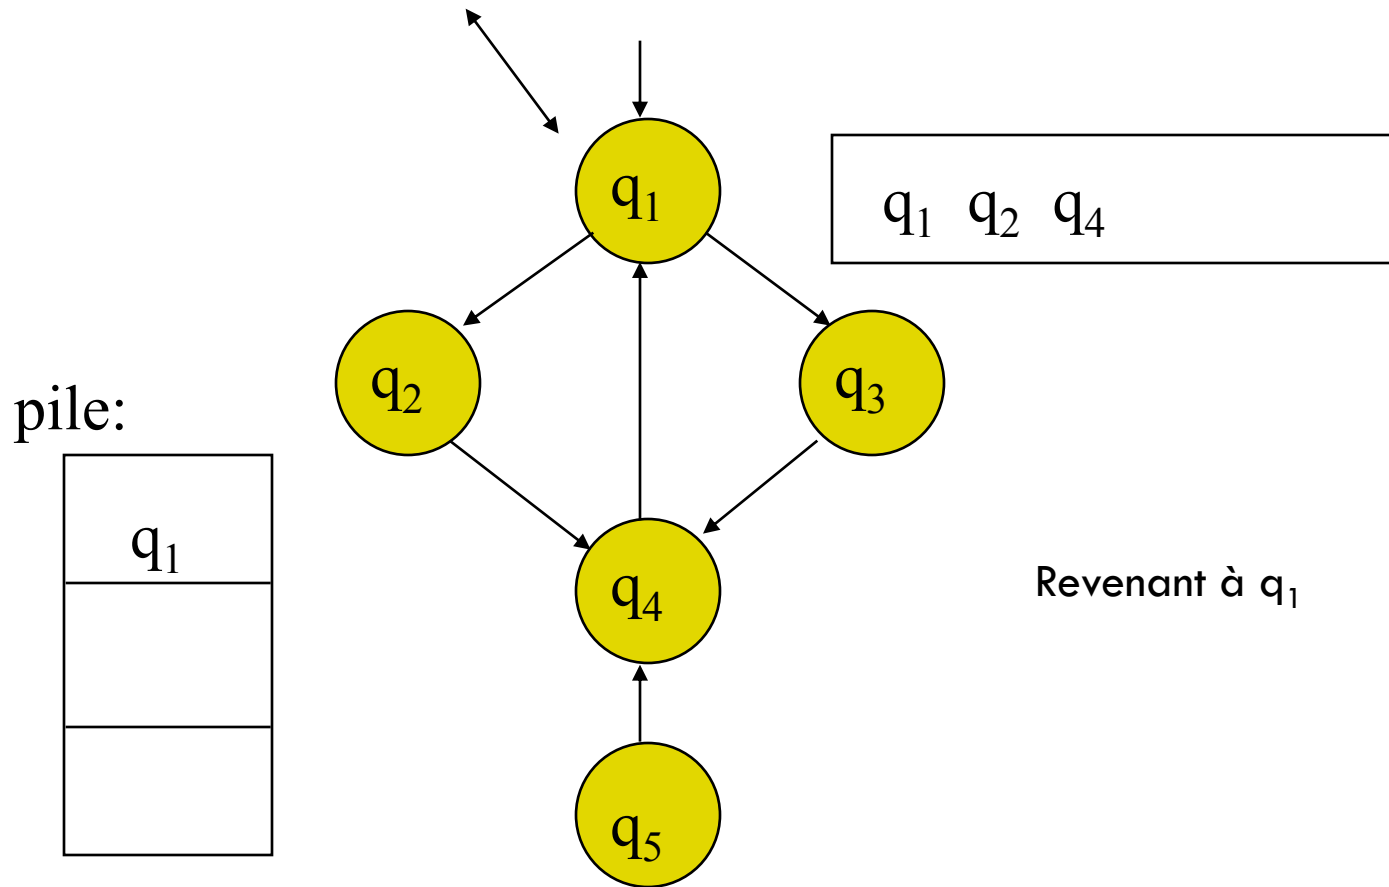 q₁
q₁ q₂ q₄
q₂
q₃
pile:
q₁
q₄
Revenant à q₁
q₅